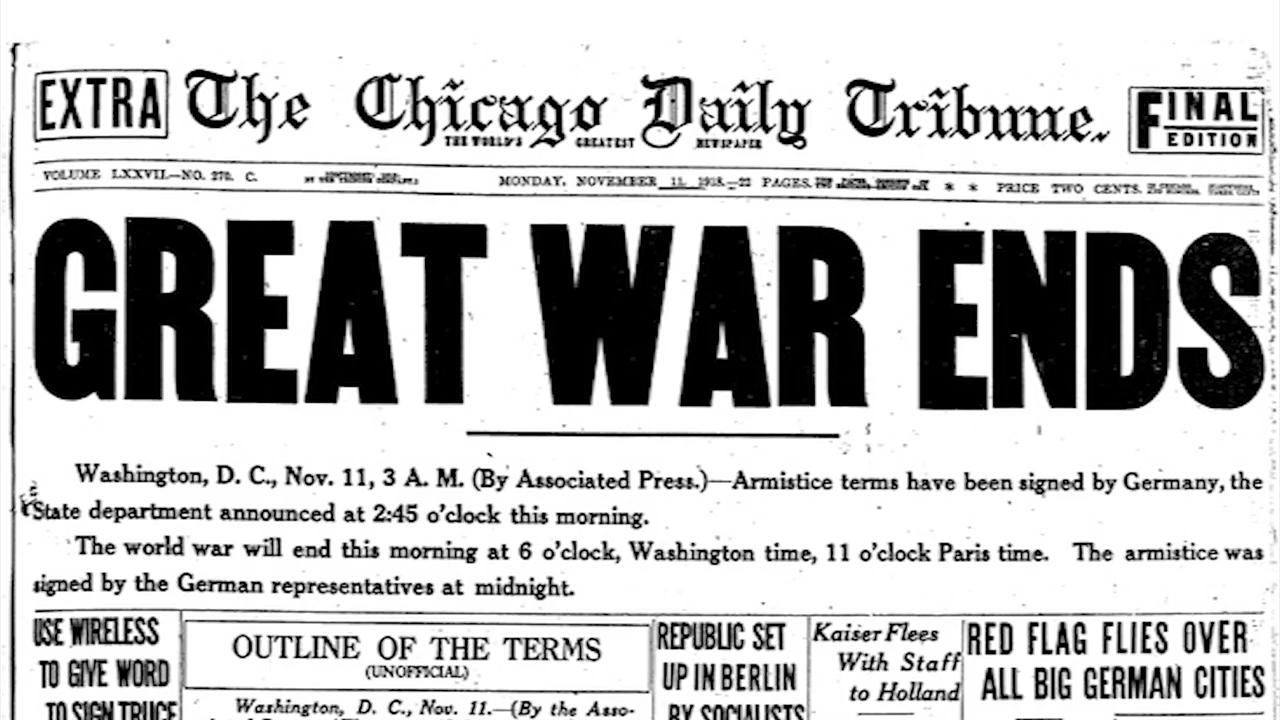 EXTRA The Chicago Daily Tribune. FINAL EDITION
THE WORLD'S GREATEST NEWSPAPER
VOLUME LXXVII.—NO. 270. C. MONDAY, NOVEMBER 11, 1918.—22 PAGES. * * PRICE TWO CENTS.
GREAT WAR ENDS
Washington, D. C., Nov. 11, 3 A. M. (By Associated Press.)—Armistice terms have been signed by Germany, the
State department announced at 2:45 o'clock this morning.
The world war will end this morning at 6 o'clock, Washington time, 11 o'clock Paris time. The armistice was
signed by the German representatives at midnight.
USE WIRELESS
TO GIVE WORD
TO SIGN TRUCE
OUTLINE OF THE TERMS
(UNOFFICIAL)
Washington, D. C., Nov. 11.—(By the Asso-
REPUBLIC SET
UP IN BERLIN
BY SOCIALISTS
Kaiser Flees
With Staff
to Holland
RED FLAG FLIES OVER
ALL BIG GERMAN CITIES